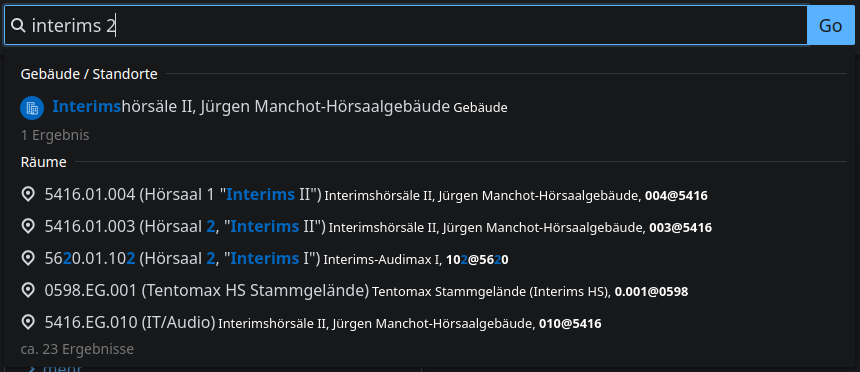 interims 2 Go
Gebäude / Standorte
Interimshörsäle II, Jürgen Manchot-Hörsaalgebäude Gebäude
1 Ergebnis
Räume
5416.01.004 (Hörsaal 1 "Interims II") Interimshörsäle II, Jürgen Manchot-Hörsaalgebäude, 004@5416
5416.01.003 (Hörsaal 2, "Interims II") Interimshörsäle II, Jürgen Manchot-Hörsaalgebäude, 003@5416
5620.01.102 (Hörsaal 2, "Interims I") Interims-Audimax I, 102@5620
0598.EG.001 (Tentomax HS Stammgelände) Tentomax Stammgelände (Interims HS), 0.001@0598
5416.EG.010 (IT/Audio) Interimshörsäle II, Jürgen Manchot-Hörsaalgebäude, 010@5416
ca. 23 Ergebnisse
mehr